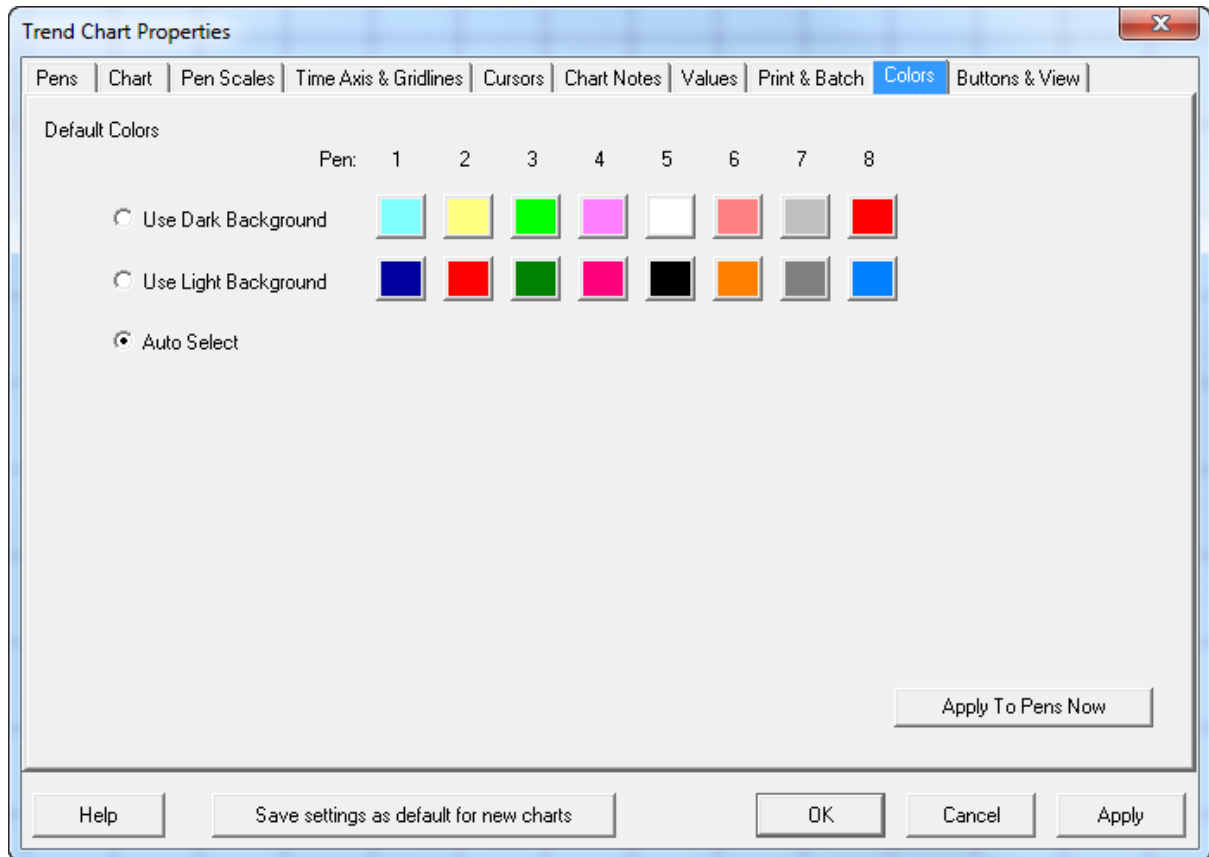 Trend Chart Properties
X
Pens Chart Pen Scales Time Axis & Gridlines Cursors Chart Notes Values Print & Batch Colors Buttons & View
Default Colors
Pen: 1 2 3 4 5 6 7 8
Use Dark Background
Use Light Background
Auto Select
Apply To Pens Now
Help Save settings as default for new charts OK Cancel Apply